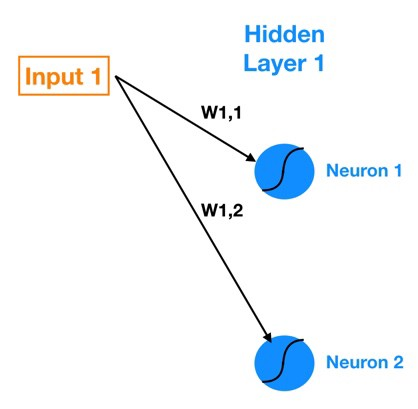 Hidden
Layer 1
Input 1
W1,1
Neuron 1
W1,2
Neuron 2